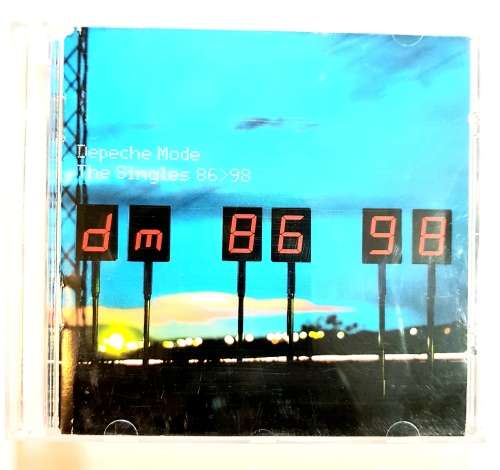 Depeche Mode
The Singles 86>98
dm 86 98